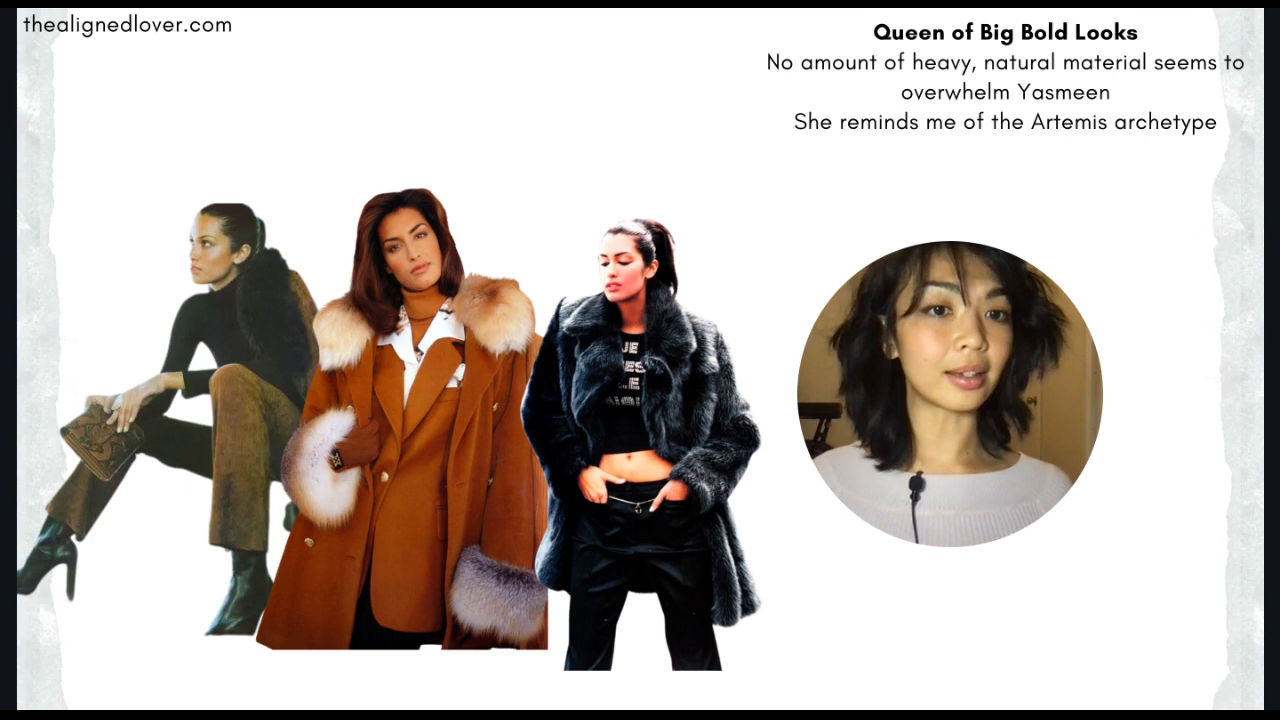 thealignedlover.com
Queen of Big Bold Looks
No amount of heavy, natural material seems to
overwhelm Yasmeen
She reminds me of the Artemis archetype